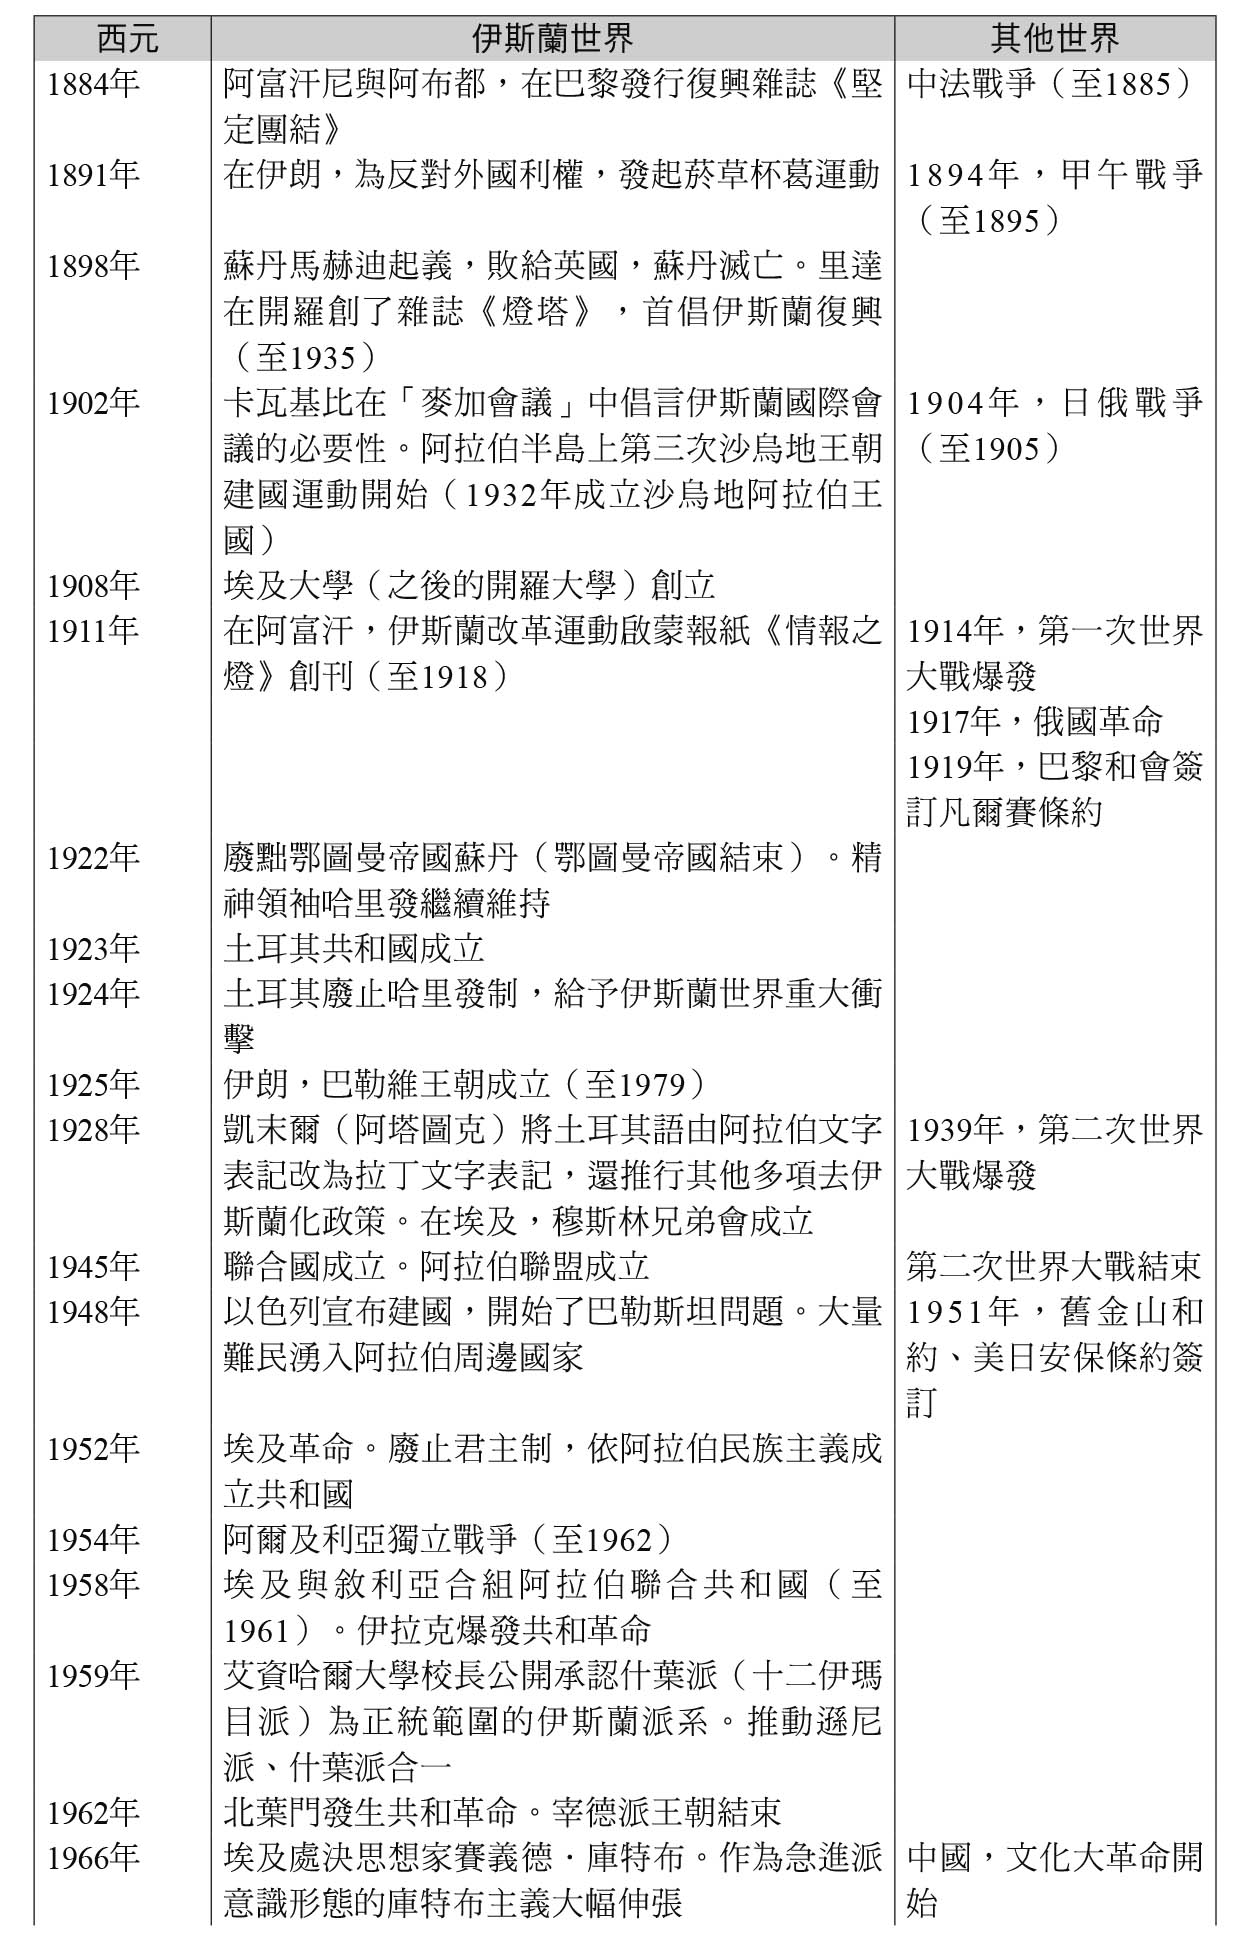 西元 伊斯蘭世界 其他世界
1884年 阿富汗尼與阿布都，在巴黎發行復興雜誌《堅 中法戰爭（至1885）
定團結》
1891年 在伊朗，為反對外國利權，發起菸草杯葛運動 1894年，甲午戰爭
（至1895）
1898年 蘇丹馬赫迪起義，敗給英國，蘇丹滅亡。里達
在開羅創了雜誌《燈塔》，首倡伊斯蘭復興
（至1935）
1902年 卡瓦基比在「麥加會議」中倡言伊斯蘭國際會 1904年，日俄戰爭
議的必要性。阿拉伯半島上第三次沙烏地王朝 （至1905）
建國運動開始（1932年成立沙烏地阿拉伯王
國）
1908年 埃及大學（之後的開羅大學）創立
1911年 在阿富汗，伊斯蘭改革運動啟蒙報紙《情報之 1914年，第一次世界
燈》創刊（至1918） 大戰爆發
1917年，俄國革命
1919年，巴黎和會簽
訂凡爾賽條約
1922年 廢黜鄂圖曼帝國蘇丹（鄂圖曼帝國結束）。精
神領袖哈里發繼續維持
1923年 土耳其共和國成立
1924年 土耳其廢止哈里發制，給予伊斯蘭世界重大衝
擊
1925年 伊朗，巴勒維王朝成立（至1979）
1928年 凱末爾（阿塔圖克）將土耳其語由阿拉伯文字 1939年，第二次世界
表記改為拉丁文字表記，還推行其他多項去伊 大戰爆發
斯蘭化政策。在埃及，穆斯林兄弟會成立
1945年 聯合國成立。阿拉伯聯盟成立 第二次世界大戰結束
1948年 以色列宣布建國，開始了巴勒斯坦問題。大量 1951年，舊金山和
難民湧入阿拉伯周邊國家 約、美日安保條約簽
訂
1952年 埃及革命。廢止君主制，依阿拉伯民族主義成
立共和國
1954年 阿爾及利亞獨立戰爭（至1962）
1958年 埃及與敘利亞合組阿拉伯聯合共和國（至
1961）。伊拉克爆發共和革命
1959年 艾資哈爾大學校長公開承認什葉派（十二伊瑪
目派）為正統範圍的伊斯蘭派系。推動遜尼
派、什葉派合一
1962年 北葉門發生共和革命。宰德派王朝結束
1966年 埃及處決思想家賽義德．庫特布。作為急進派 中國，文化大革命開
意識形態的庫特布主義大幅伸張 始